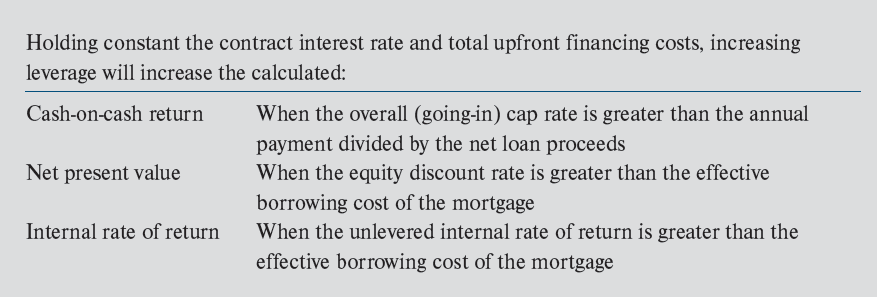 Holding constant the contract interest rate and total upfront financing costs, increasing
leverage will increase the calculated:
Cash-on-cash return When the overall (going-in) cap rate is greater than the annual
payment divided by the net loan proceeds
Net present value When the equity discount rate is greater than the effective
borrowing cost of the mortgage
Internal rate of return When the unlevered internal rate of return is greater than the
effective borrowing cost of the mortgage